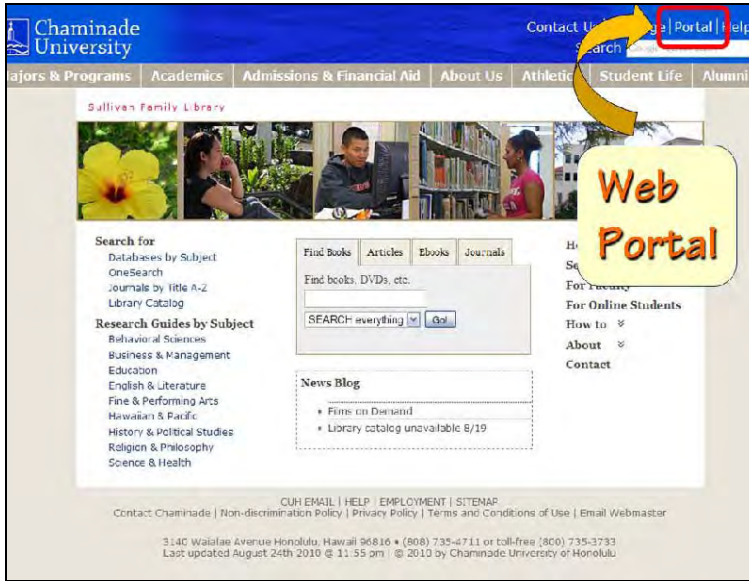 Chaminade
University
Contact
Portal | Help
Search
Majors & Programs Academics Admissions & Financial Aid About Us Athletics Student Life Alumni
Sullivan Family Library
Web
Portal
Search for
Databases by Subject
OneSearch
Journals by Title A-Z
Library Catalog
Research Guides by Subject
Behavioral Sciences
Business & Management
Education
English & Literature
Fine & Performing Arts
Hawaiian & Pacific
History & Political Studies
Religion & Philosophy
Science & Health
Find Books Articles Ebooks Journals
Find books, DVDs, etc.
SEARCH everything Go!
News Blog
Films on Demand
Library catalog unavailable 8/19
For Faculty
For Online Students
How to
About
Contact
CUH EMAIL | HELP | EMPLOYMENT | SITEMAP
Contact Chaminade | Non-discrimination Policy | Privacy Policy | Terms and Conditions of Use | Email Webmaster
3140 Waialae Avenue Honolulu, Hawaii 96816 • (808) 735-4711 or toll-free (800) 735-3733
Last updated August 24th 2010 @ 11:55 pm | © 2010 by Chaminade University of Honolulu